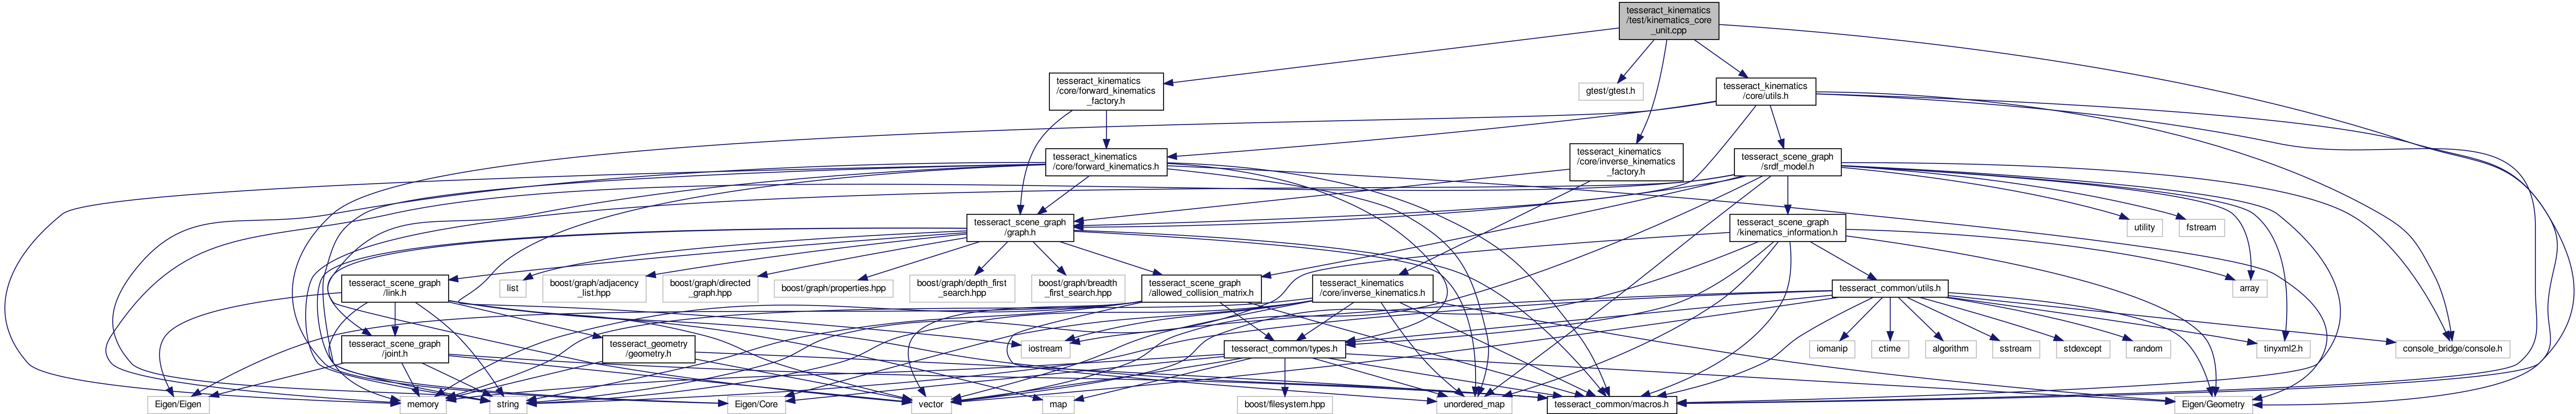 tesseract_kinematics
/test/kinematics_core
_unit.cpp
tesseract_kinematics
/core/forward_kinematics
_factory.h
gtest/gtest.h
tesseract_kinematics
/core/utils.h
tesseract_kinematics
/core/forward_kinematics.h
tesseract_kinematics
/core/inverse_kinematics
_factory.h
tesseract_scene_graph
/srdf_model.h
tesseract_scene_graph
/graph.h
tesseract_scene_graph
/kinematics_information.h
utility
fstream
tesseract_scene_graph
/link.h
list
boost/graph/adjacency
_list.hpp
boost/graph/directed
_graph.hpp
boost/graph/properties.hpp
boost/graph/depth_first
_search.hpp
boost/graph/breadth
_first_search.hpp
tesseract_scene_graph
/allowed_collision_matrix.h
tesseract_kinematics
/core/inverse_kinematics.h
tesseract_common/utils.h
array
tesseract_scene_graph
/joint.h
tesseract_geometry
/geometry.h
iostream
tesseract_common/types.h
iomanip
ctime
algorithm
sstream
stdexcept
random
tinyxml2.h
console_bridge/console.h
Eigen/Eigen
memory
string
Eigen/Core
vector
map
boost/filesystem.hpp
unordered_map
tesseract_common/macros.h
Eigen/Geometry